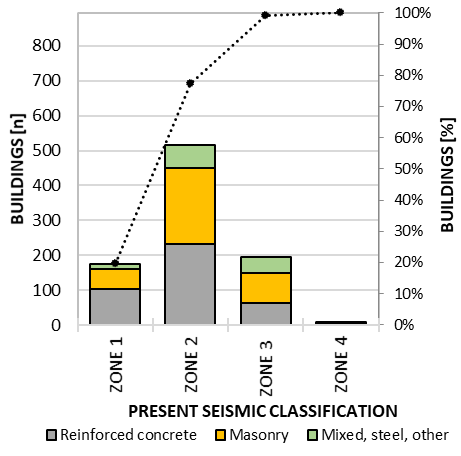 BUILDINGS [n]
800
700
600
500
400
300
200
100
0
100%
90%
80%
70%
60%
50%
40%
30%
20%
10%
0%
BUILDINGS [%]
ZONE 1
ZONE 2
ZONE 3
ZONE 4
PRESENT SEISMIC CLASSIFICATION
Reinforced concrete Masonry Mixed, steel, other